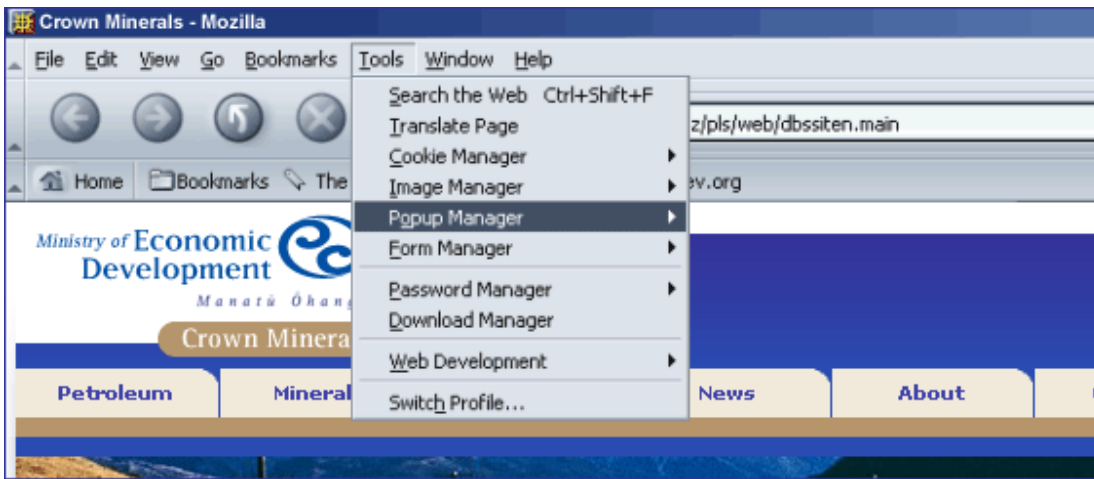 Crown Minerals - Mozilla
File Edit View Go Bookmarks Tools Window Help
Search the Web Ctrl+Shift+F
Translate Page
z/pls/web/dbssiten.main
Cookie Manager
Home Bookmarks The
Image Manager
ev.org
Popup Manager
Form Manager
Ministry of Economic
Development
Manatū Ōhang
Crown Minera
Password Manager
Download Manager
Web Development
Switch Profile...
Petroleum Mineral News About